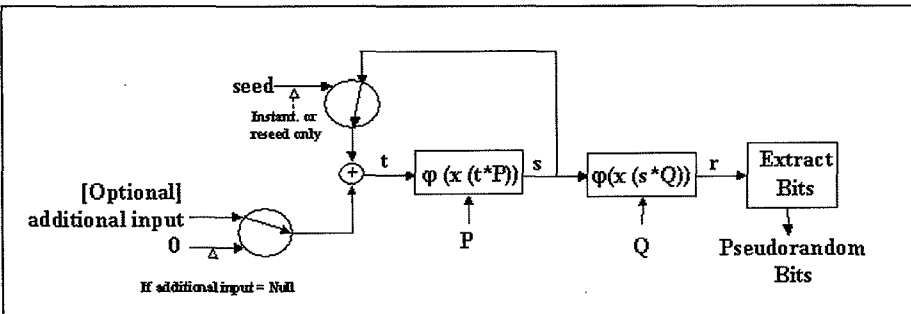 seed
Instant. or
reseed only
[Optional]
additional input
0
If additional input = Null
+
t
φ (x (t*P))
s
P
φ(x (s*Q))
r
Q
Extract
Bits
Pseudorandom
Bits